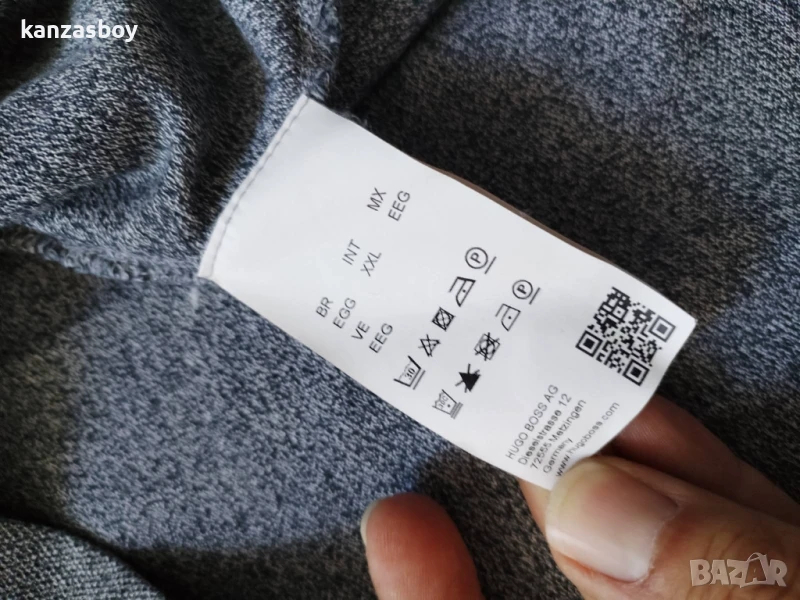 kanzasboy
MX
EEG
INT
XXL
BR
EGG
VE
EEG
30
P
P
HUGO BOSS AG
Dieselstrasse 12
72555 Metzingen
Germany
www.hugoboss.com
BAZAR